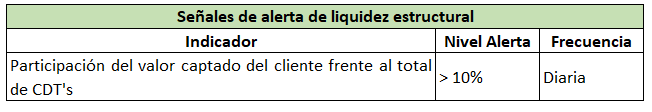 Señales de alerta de liquidez estructural
Indicador Nivel Alerta Frecuencia
Participación del valor captado del cliente frente al total
de CDT's
> 10% Diaria